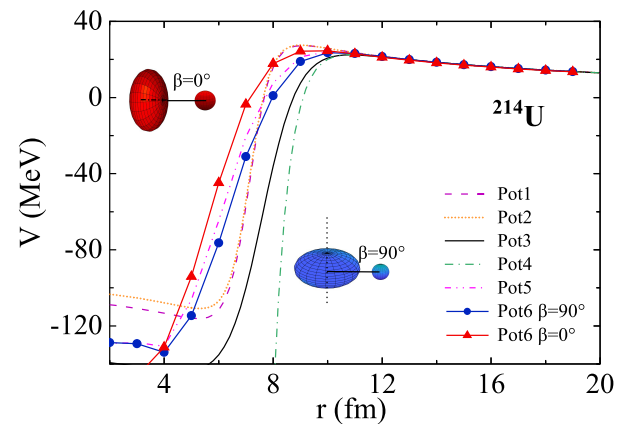 40
0
-40
-80
-120
V (MeV)
β=0°
²¹⁴U
β=90°
Pot1
Pot2
Pot3
Pot4
Pot5
Pot6 β=90°
Pot6 β=0°
4 8 12 16 20
r (fm)